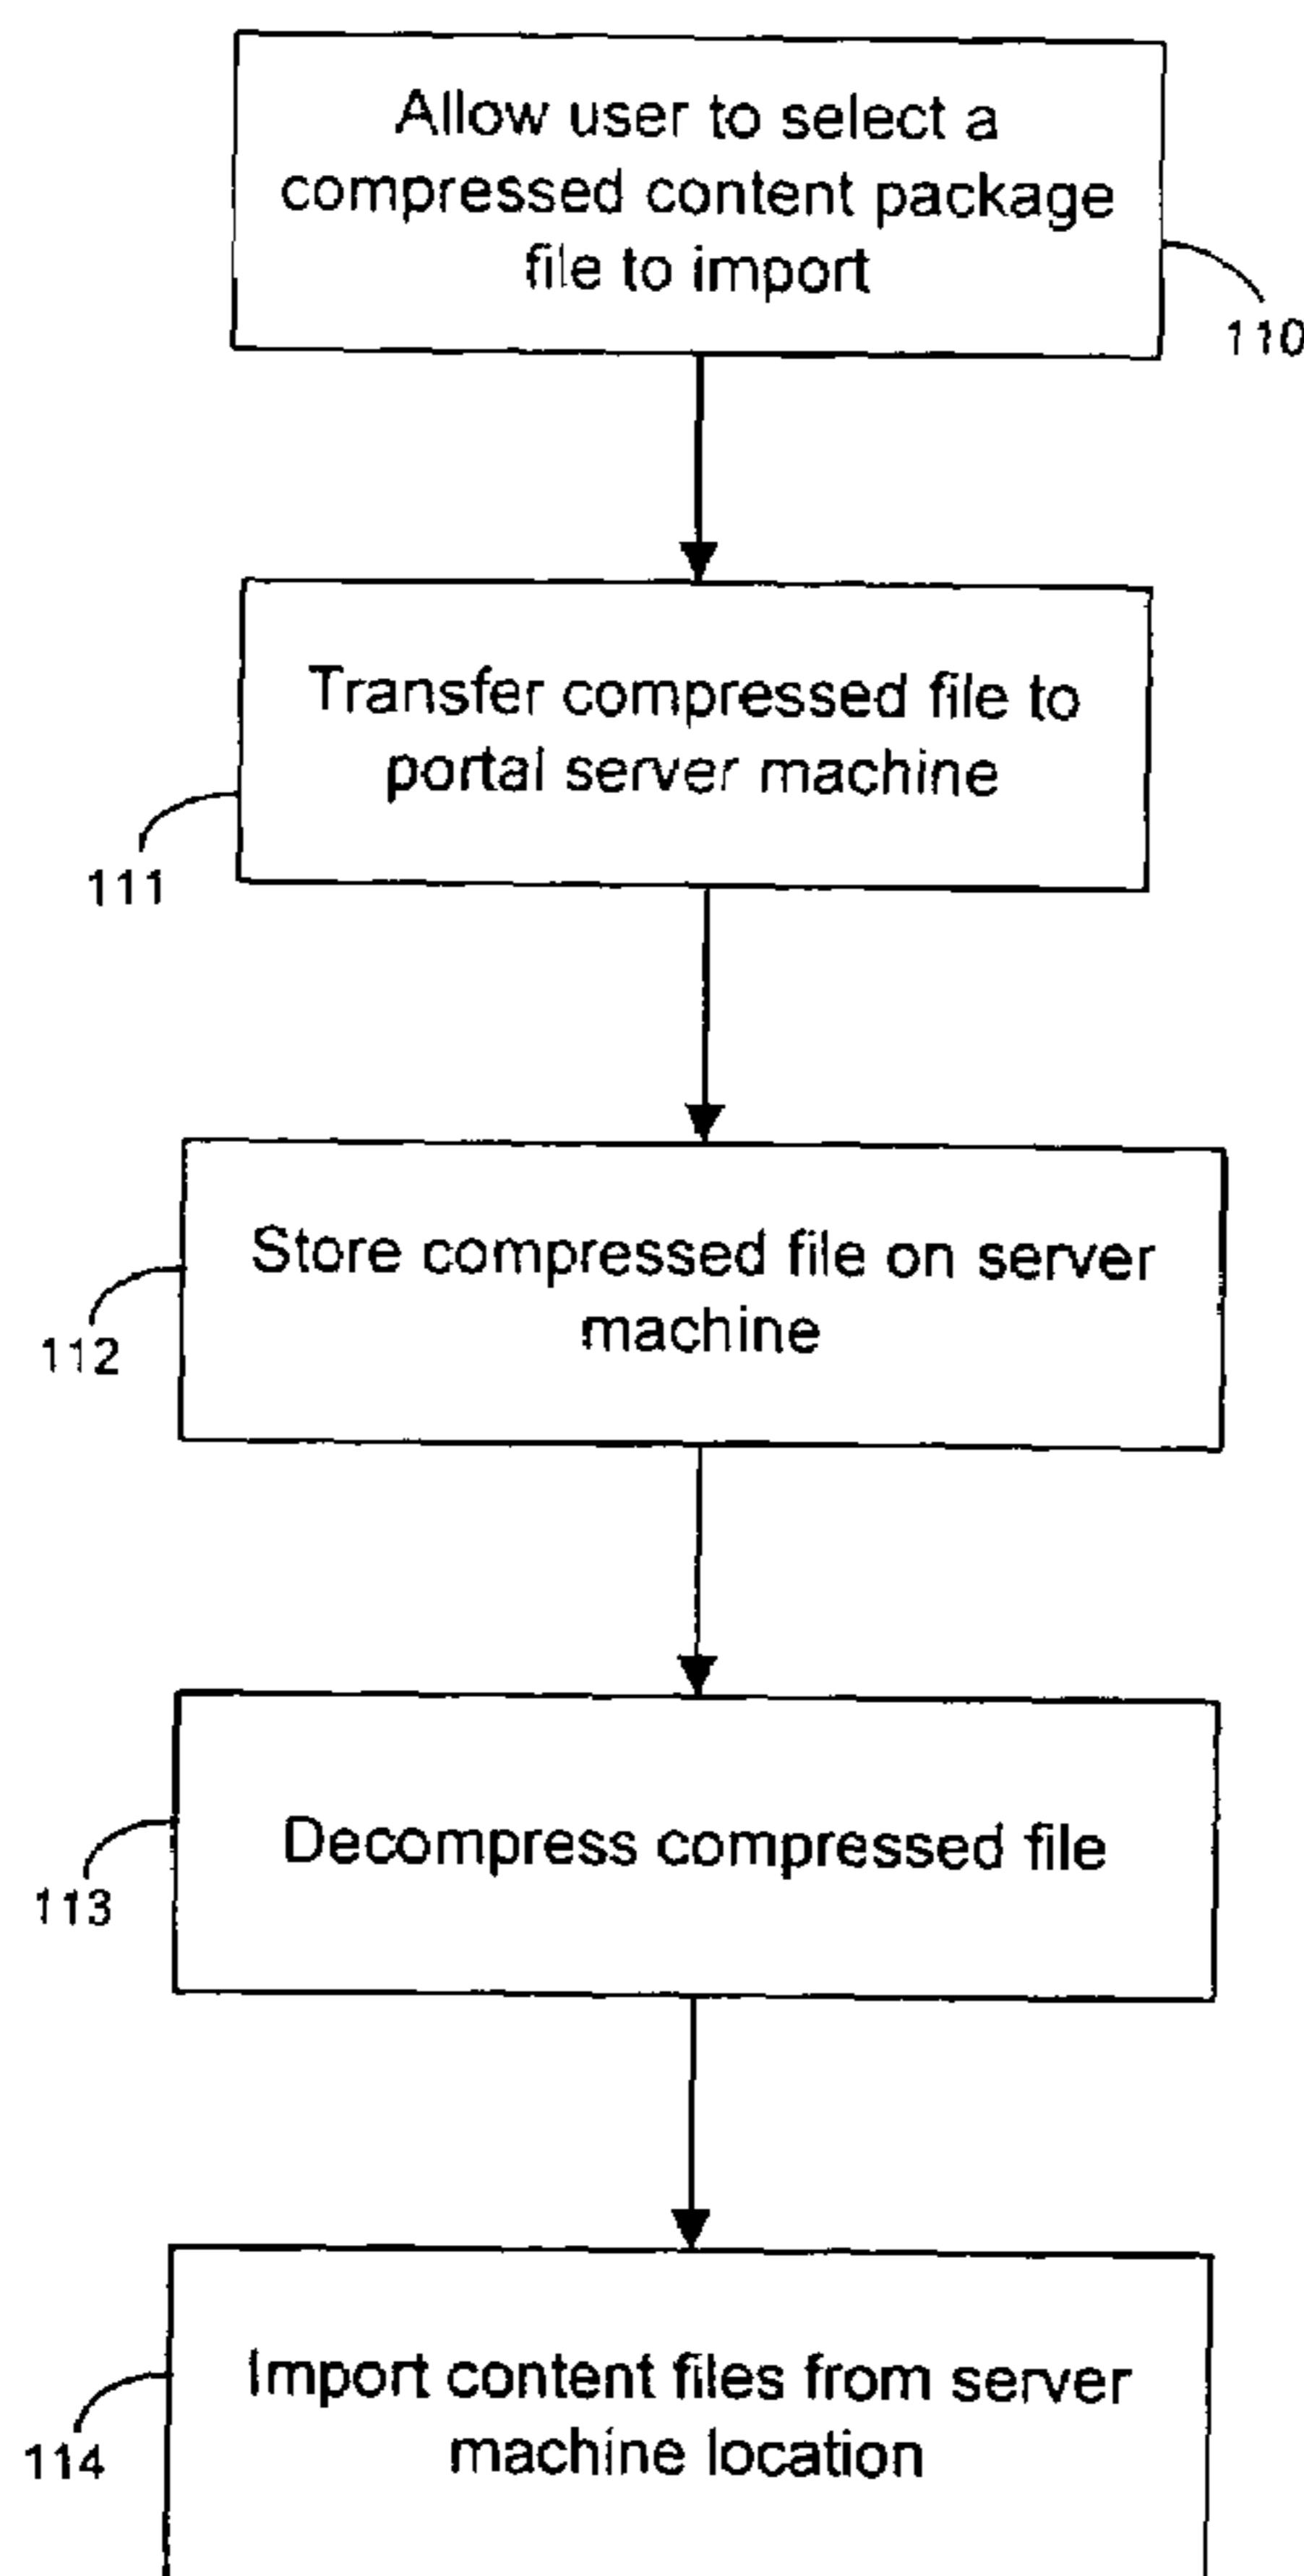 Allow user to select a
compressed content package
file to import
110
Transfer compressed file to
portal server machine
111
Store compressed file on server
machine
112
Decompress compressed file
113
Import content files from server
machine location
114